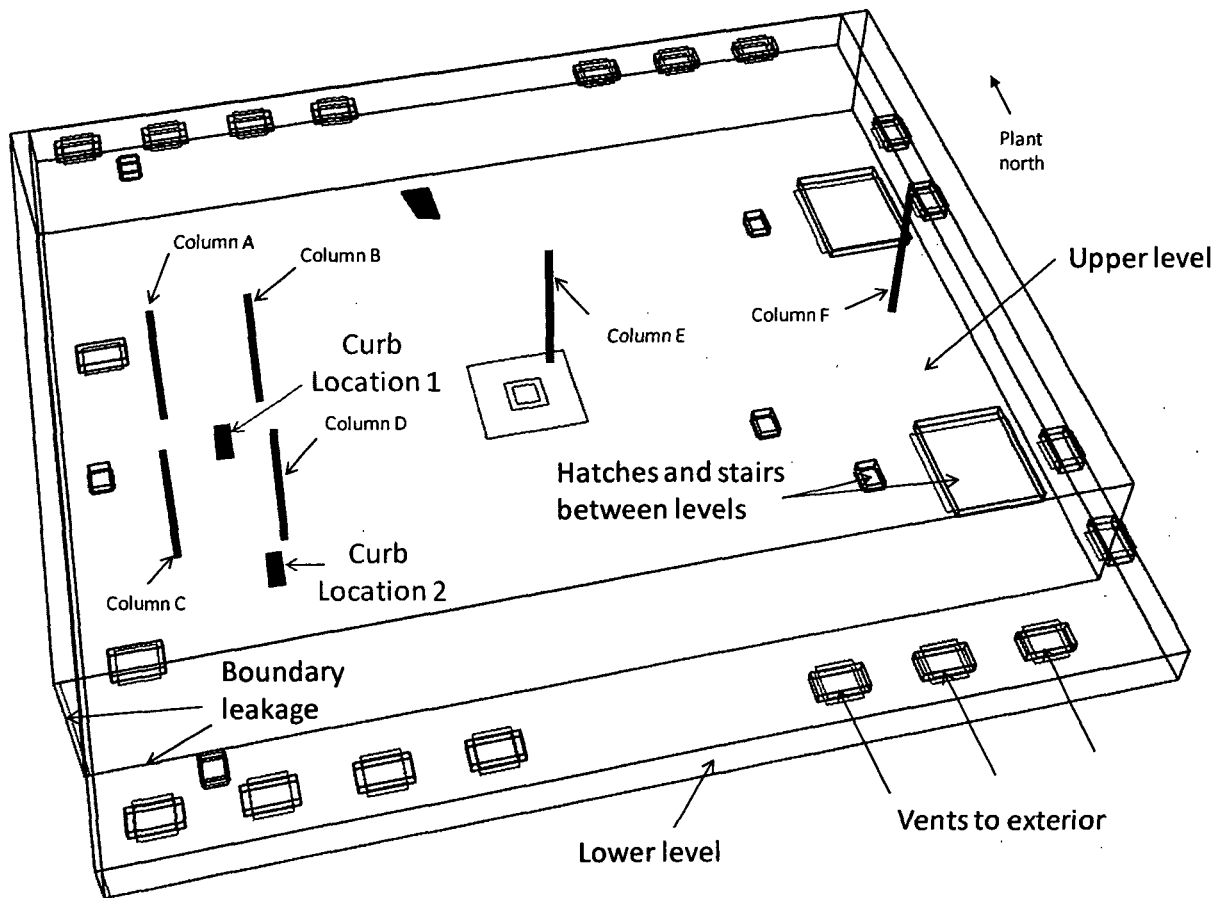 Plant
north
Column A
Column B
Upper level
Column F
Column E
Curb
Location 1
Column D
Hatches and stairs
between levels
Curb
Location 2
Column C
Boundary
leakage
Vents to exterior
Lower level